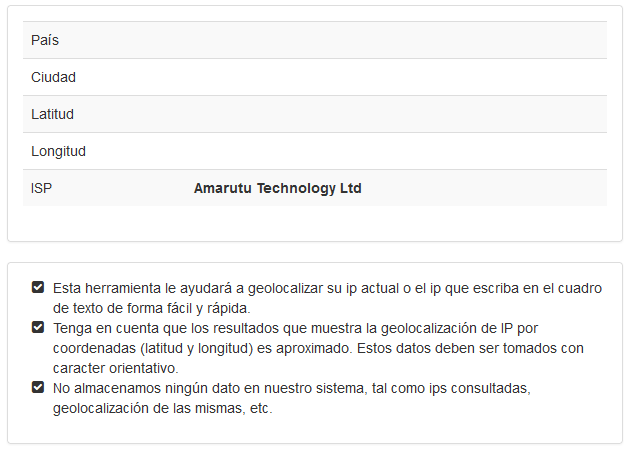 País
Ciudad
Latitud
Longitud
ISP Amarutu Technology Ltd
Esta herramienta le ayudará a geolocalizar su ip actual o el ip que escriba en el cuadro
de texto de forma fácil y rápida.
Tenga en cuenta que los resultados que muestra la geolocalización de IP por
coordenadas (latitud y longitud) es aproximado. Estos datos deben ser tomados con
caracter orientativo.
No almacenamos ningún dato en nuestro sistema, tal como ips consultadas,
geolocalización de las mismas, etc.